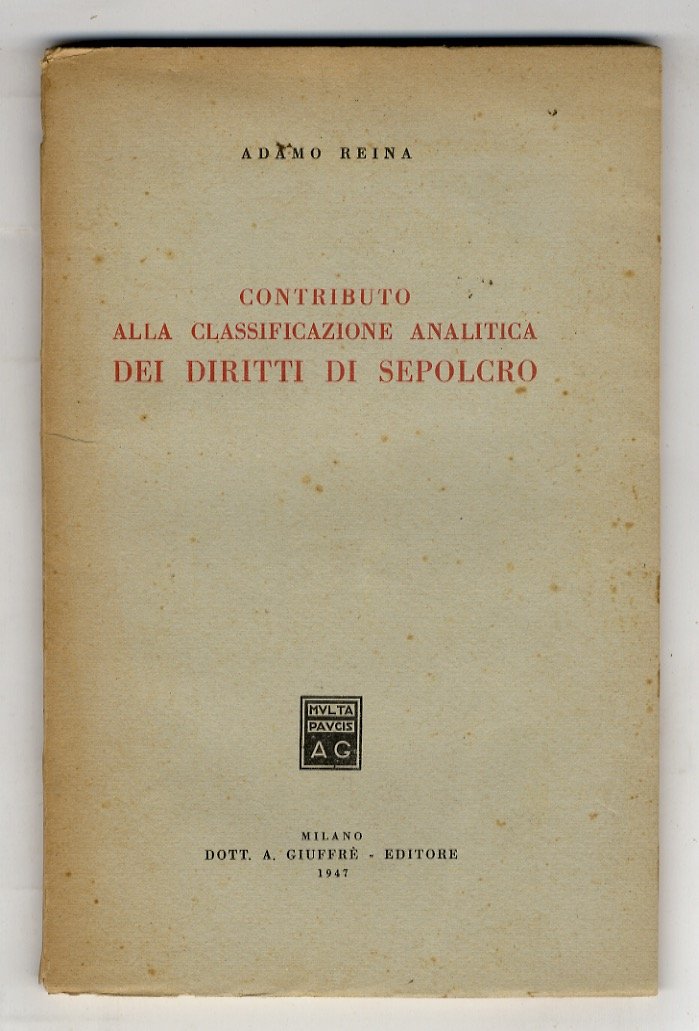 ADAMO REINA
CONTRIBUTO
ALLA CLASSIFICAZIONE ANALITICA
DEI DIRITTI DI SEPOLCRO
MVLTA
PAVCIS
AG
MILANO
DOTT. A. GIUFFRÈ - EDITORE
1947